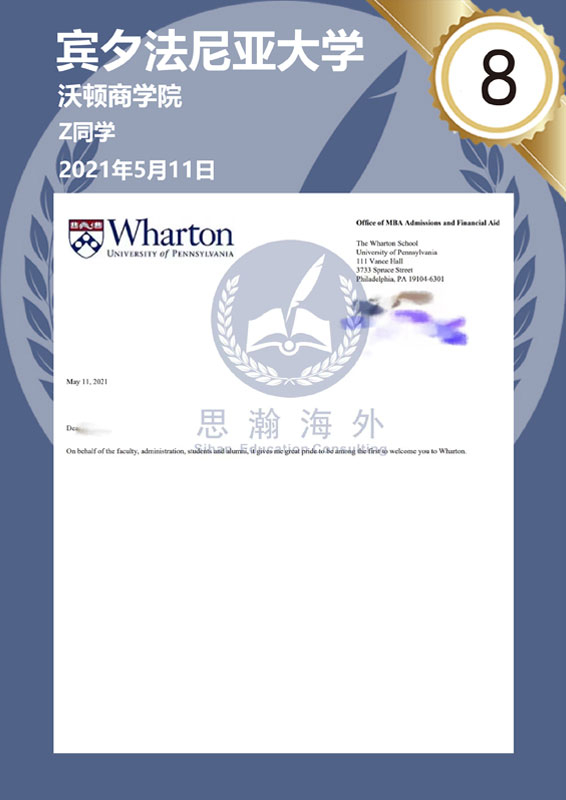 宾夕法尼亚大学
8
沃顿商学院
Z同学
2021年5月11日
Wharton
UNIVERSITY of PENNSYLVANIA
Office of MBA Admissions and Financial Aid
The Wharton School
University of Pennsylvania
111 Vance Hall
3733 Spruce Street
Philadelphia, PA 19104-6301
May 11, 2021
思瀚海外
Dear
Sihan Education Consulting
On behalf of the faculty, administration, students and alumni, it gives me great pride to be among the first to welcome you to Wharton.